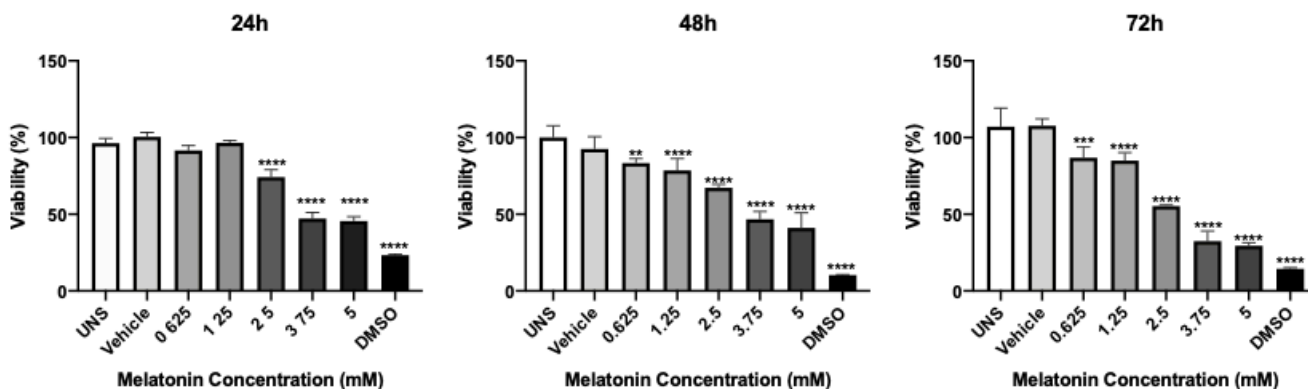 24h
150
100
50
0
Viability (%)
****
****
****
****
UNS
Vehicle
0 625
1 25
2 5
3 75
5
DMSO
Melatonin Concentration (mM)
48h
150
100
50
0
Viability (%)
**
****
****
****
****
****
UNS
Vehicle
0.625
1.25
2.5
3.75
5
DMSO
Melatonin Concentration (mM)
72h
150
100
50
0
Viability (%)
***
****
****
****
****
****
UNS
Vehicle
0.625
1.25
2.5
3.75
5
DMSO
Melatonin Concentration (mM)